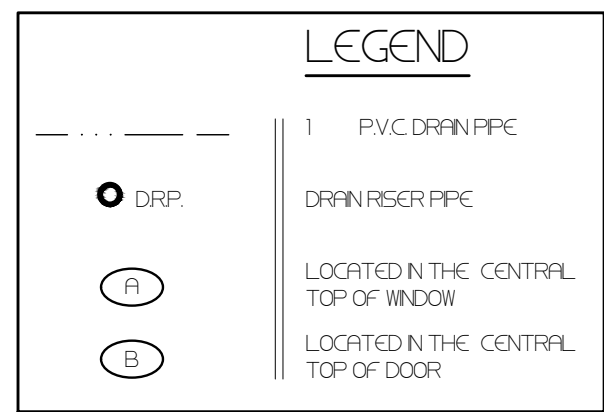 LEGEND
1 P.V.C. DRAIN PIPE
D.R.P. DRAIN RISER PIPE
A LOCATED IN THE CENTRAL
TOP OF WINDOW
B LOCATED IN THE CENTRAL
TOP OF DOOR